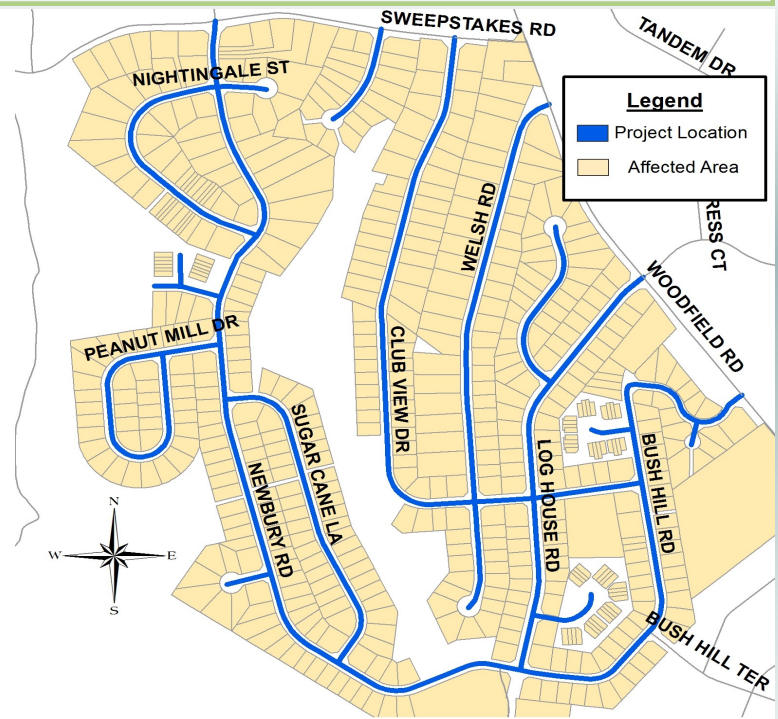 SWEEPSTAKES RD
TANDEM DR
NIGHTINGALE ST
Legend
Project Location
Affected Area
WELSH RD
RESS CT
WOODFIELD RD
PEANUT MILL DR
CLUB VIEW DR
SUGAR CANE LA
NEWBURY RD
LOG HOUSE RD
BUSH HILL RD
N
W
E
S
BUSH HILL TER